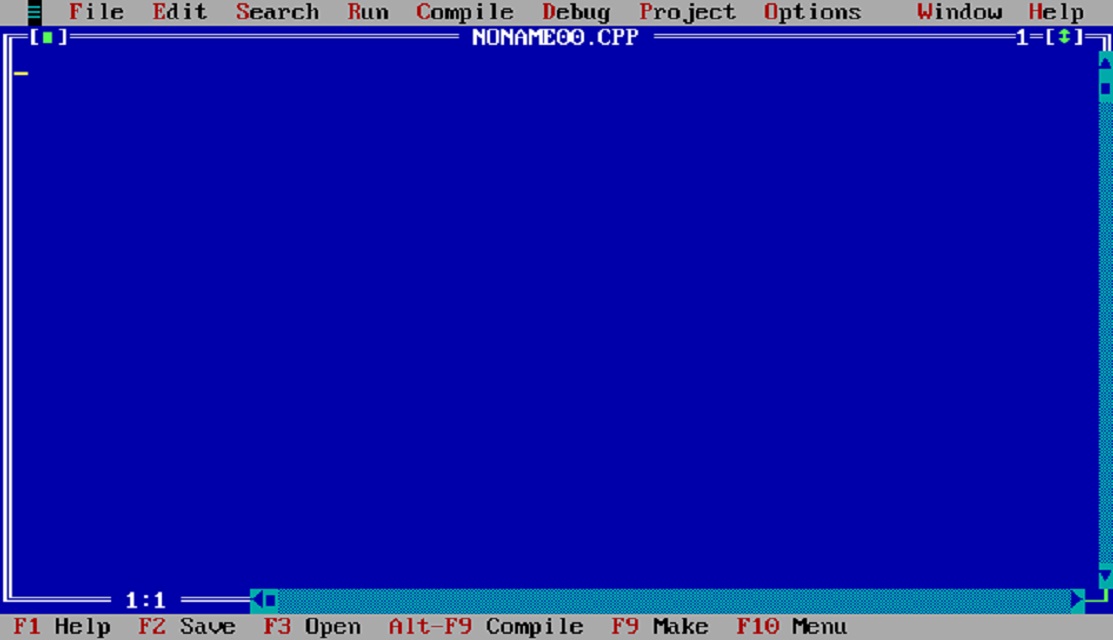 ≡ File Edit Search Run Compile Debug Project Options Window Help
[■] NONAME00.CPP 1=[↕]
1:1
F1 Help F2 Save F3 Open Alt-F9 Compile F9 Make F10 Menu